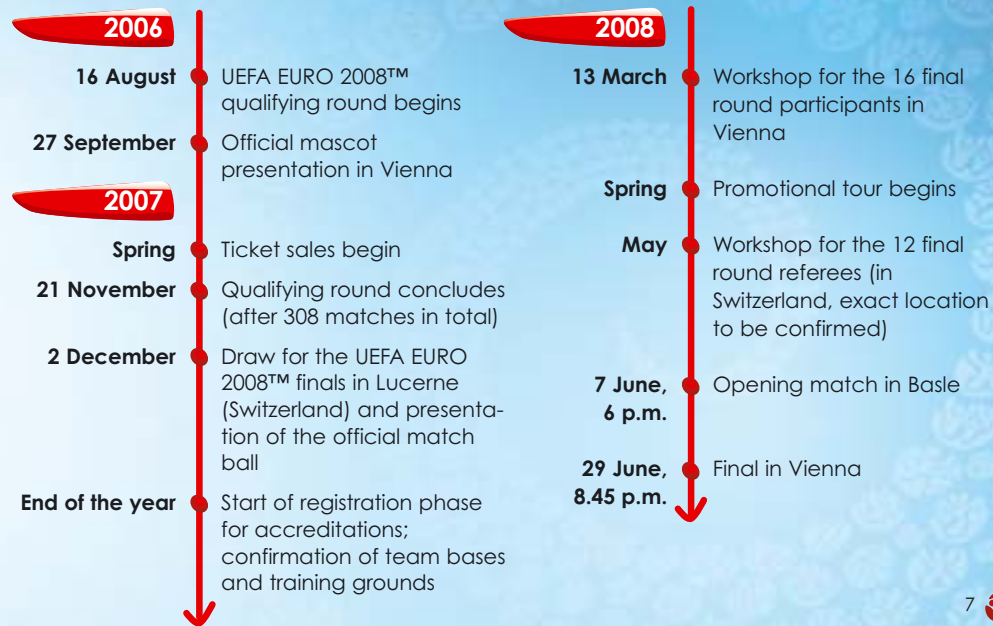 2006
16 August
UEFA EURO 2008™
qualifying round begins
27 September
Official mascot
presentation in Vienna
2007
Spring
Ticket sales begin
21 November
Qualifying round concludes
(after 308 matches in total)
2 December
Draw for the UEFA EURO
2008™ finals in Lucerne
(Switzerland) and presenta-
tion of the official match
ball
End of the year
Start of registration phase
for accreditations;
confirmation of team bases
and training grounds
2008
13 March
Workshop for the 16 final
round participants in
Vienna
Spring
Promotional tour begins
May
Workshop for the 12 final
round referees (in
Switzerland, exact location
to be confirmed)
7 June,
6 p.m.
Opening match in Basle
29 June,
8.45 p.m.
Final in Vienna
7